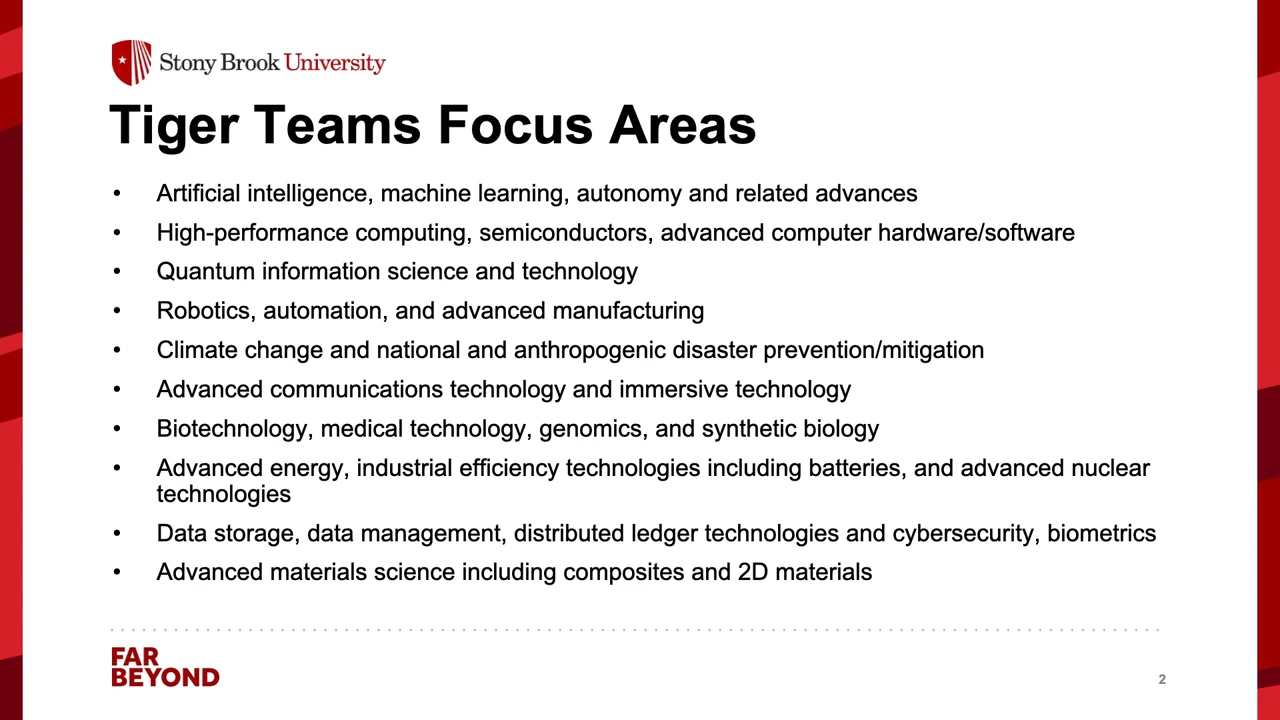 Stony Brook University
Tiger Teams Focus Areas
• Artificial intelligence, machine learning, autonomy and related advances
• High-performance computing, semiconductors, advanced computer hardware/software
• Quantum information science and technology
• Robotics, automation, and advanced manufacturing
• Climate change and national and anthropogenic disaster prevention/mitigation
• Advanced communications technology and immersive technology
• Biotechnology, medical technology, genomics, and synthetic biology
• Advanced energy, industrial efficiency technologies including batteries, and advanced nuclear
technologies
• Data storage, data management, distributed ledger technologies and cybersecurity, biometrics
• Advanced materials science including composites and 2D materials
FAR
BEYOND
2